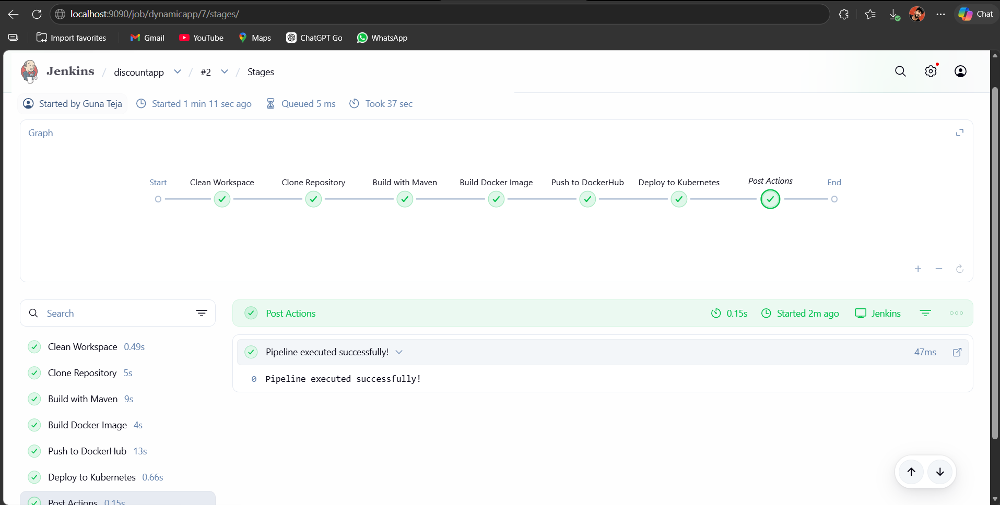 localhost:9090/job/dynamicapp/7/stages/
Chat
Import favorites
Gmail
YouTube
Maps
ChatGPT Go
WhatsApp
Jenkins / discountapp / #2 / Stages
Started by Guna Teja
Started 1 min 11 sec ago
Queued 5 ms
Took 37 sec
Graph
Start
Clean Workspace
Clone Repository
Build with Maven
Build Docker Image
Push to DockerHub
Deploy to Kubernetes
Post Actions
End
Search
Clean Workspace 0.49s
Clone Repository 5s
Build with Maven 9s
Build Docker Image 4s
Push to DockerHub 13s
Deploy to Kubernetes 0.66s
Post Actions 0.15s
Post Actions
0.15s
Started 2m ago
Jenkins
Pipeline executed successfully!
47ms
0 Pipeline executed successfully!